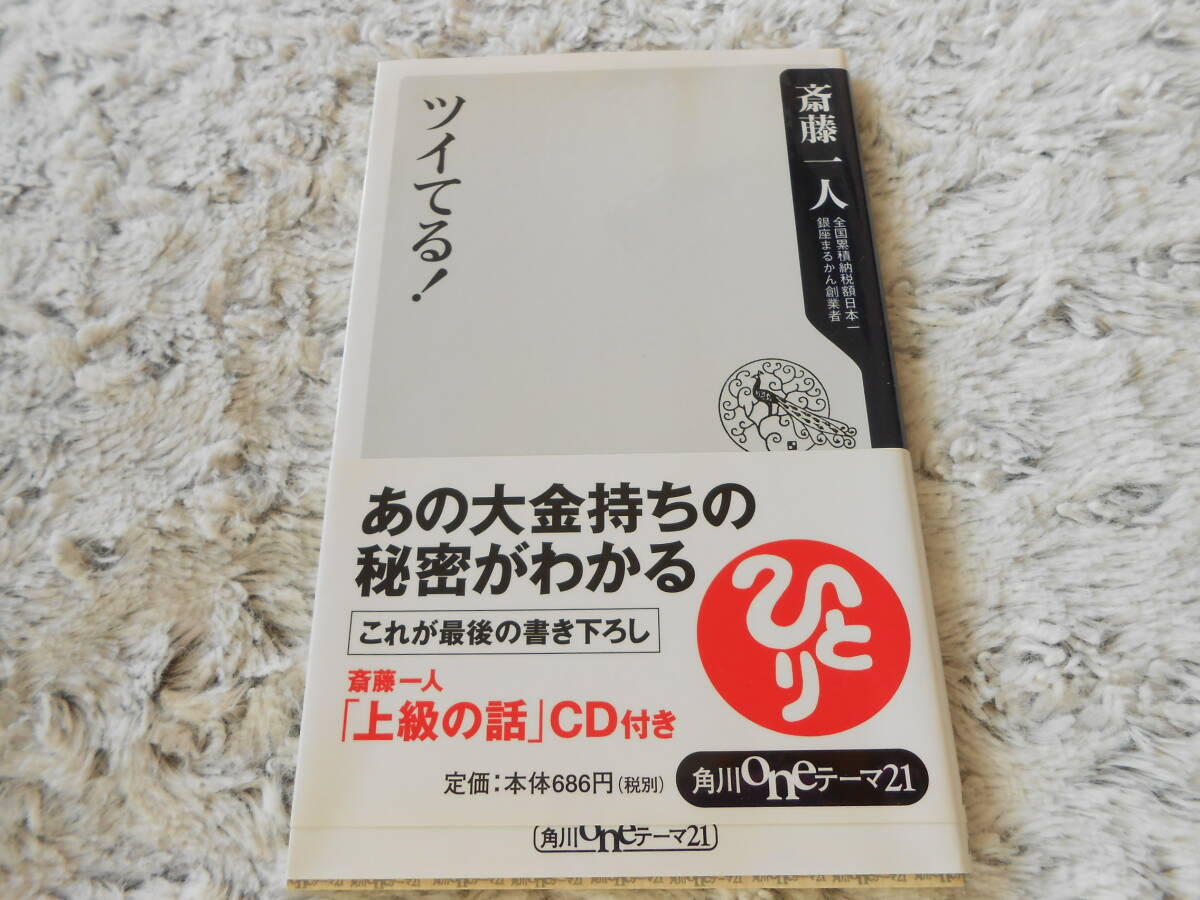 ツイてる!
斎藤一人
全国累積納税額日本一
銀座まるかん創業者
あの大金持ちの
秘密がわかる
これが最後の書き下ろし
斎藤一人
「上級の話」CD付き
ひとり
定価:本体686円(税別)
角川oneテーマ21
角川oneテーマ21